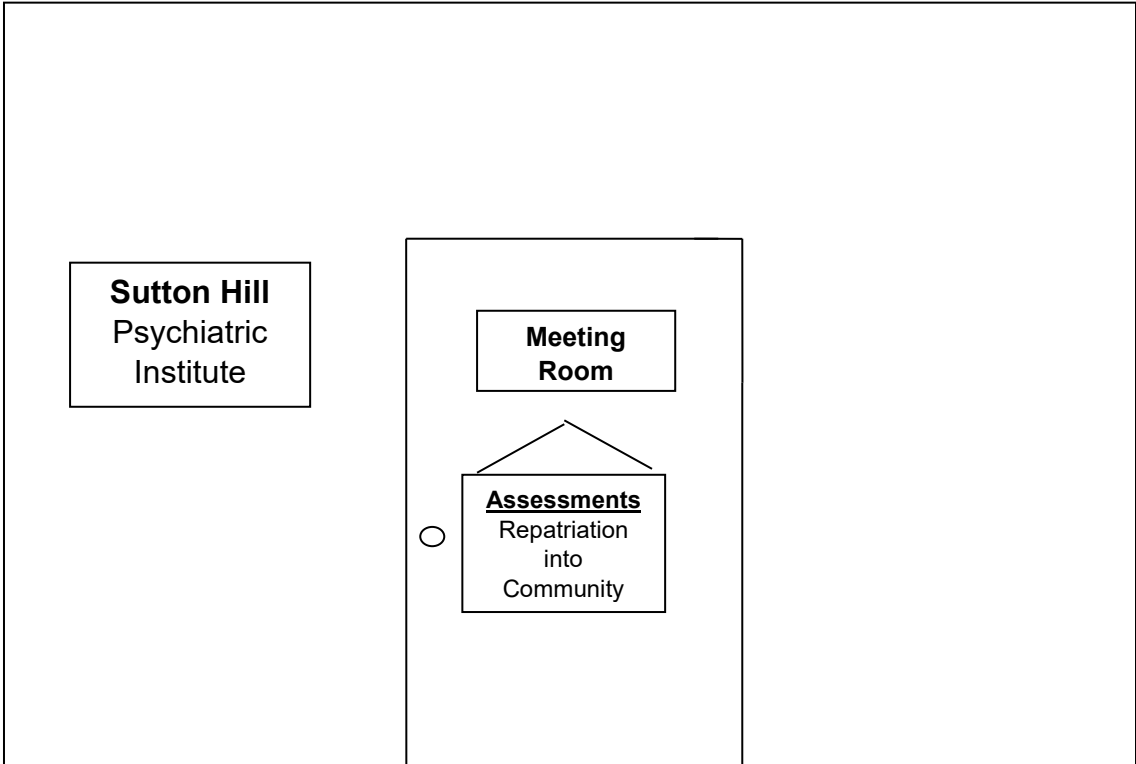 Sutton Hill
Psychiatric
Institute
Meeting
Room
Assessments
Repatriation
into
Community